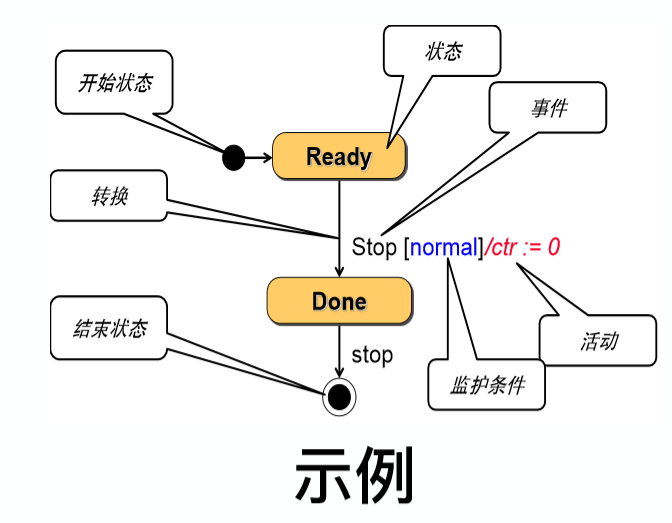 状态
开始状态
事件
Ready
转换
Stop [normal]/ctr := 0
Done
结束状态
活动
stop
监护条件
示例